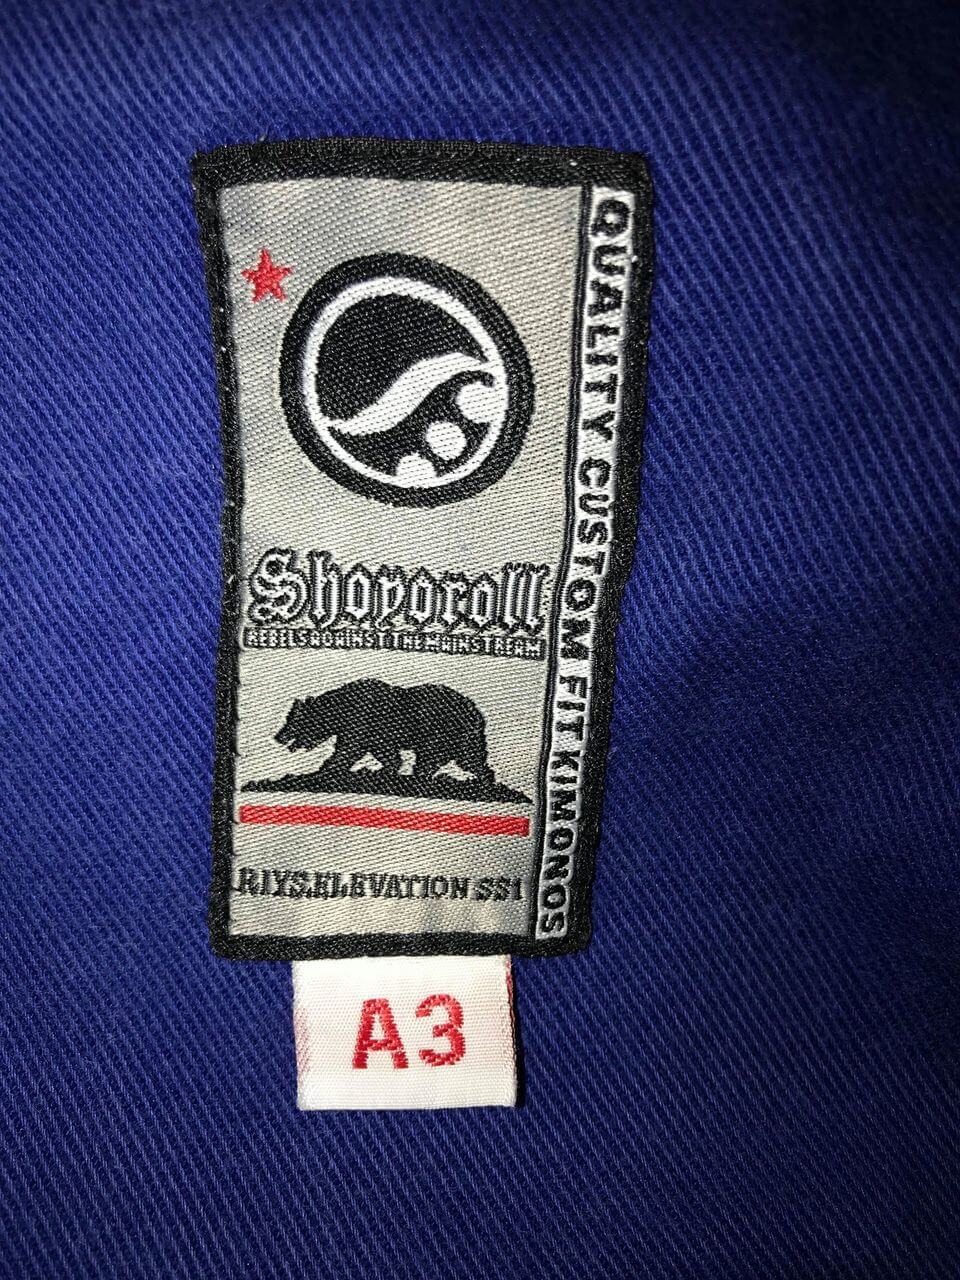 Shoyoroll
REBELS AGAINST THE MAINSTREAM
RIYS.ELEVATION SS1
QUALITY CUSTOM FIT KIMONOS
A3